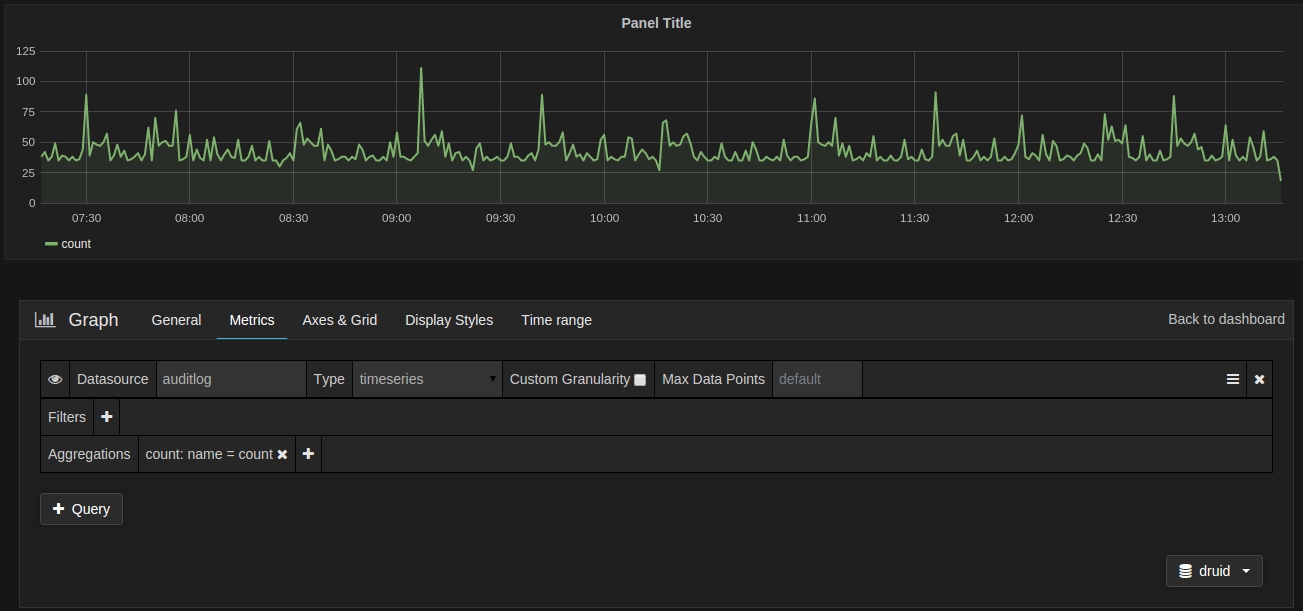 Panel Title
125
100
75
50
25
0
07:30 08:00 08:30 09:00 09:30 10:00 10:30 11:00 11:30 12:00 12:30 13:00
count
Graph General Metrics Axes & Grid Display Styles Time range Back to dashboard
Datasource auditlog Type timeseries Custom Granularity Max Data Points default
Filters
Aggregations count: name = count
Query
druid